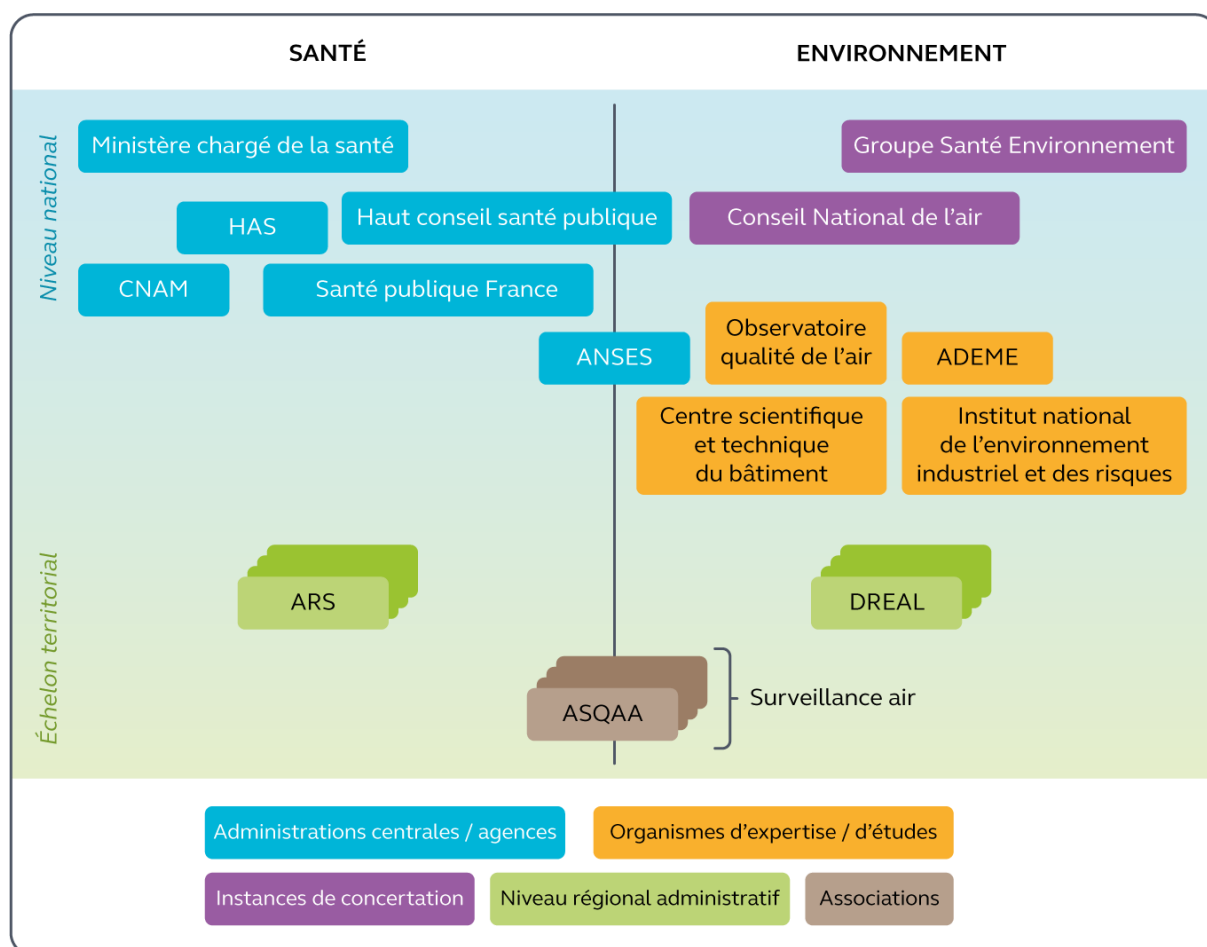 SANTÉ
ENVIRONNEMENT
Niveau national
Ministère chargé de la santé
Groupe Santé Environnement
HAS
Haut conseil santé publique
Conseil National de l’air
CNAM
Santé publique France
ANSES
Observatoire
qualité de l’air
ADEME
Centre scientifique
et technique
du bâtiment
Institut national
de l’environnement
industriel et des risques
Échelon territorial
ARS
DREAL
ASQAA
Surveillance air
Administrations centrales / agences
Organismes d’expertise / d’études
Instances de concertation
Niveau régional administratif
Associations